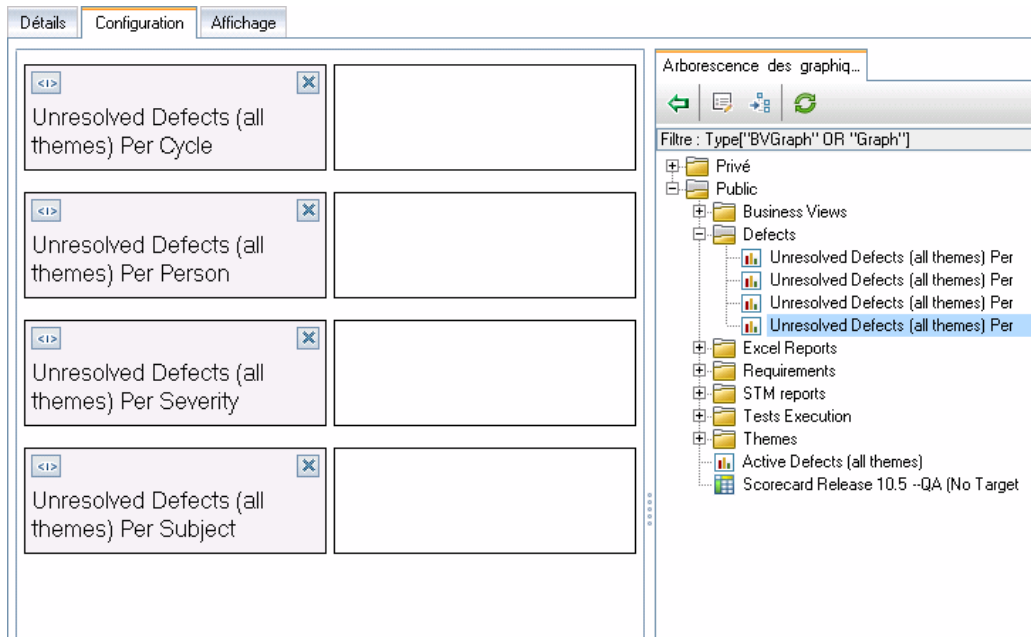 Détails Configuration Affichage
Unresolved Defects (all
themes) Per Cycle
Unresolved Defects (all
themes) Per Person
Unresolved Defects (all
themes) Per Severity
Unresolved Defects (all
themes) Per Subject
Arborescence des graphiq...
Filtre : Type["BVGraph" OR "Graph"]
Privé
Public
Business Views
Defects
Unresolved Defects (all themes) Per
Unresolved Defects (all themes) Per
Unresolved Defects (all themes) Per
Unresolved Defects (all themes) Per
Excel Reports
Requirements
STM reports
Tests Execution
Themes
Active Defects (all themes)
Scorecard Release 10.5 --QA (No Target